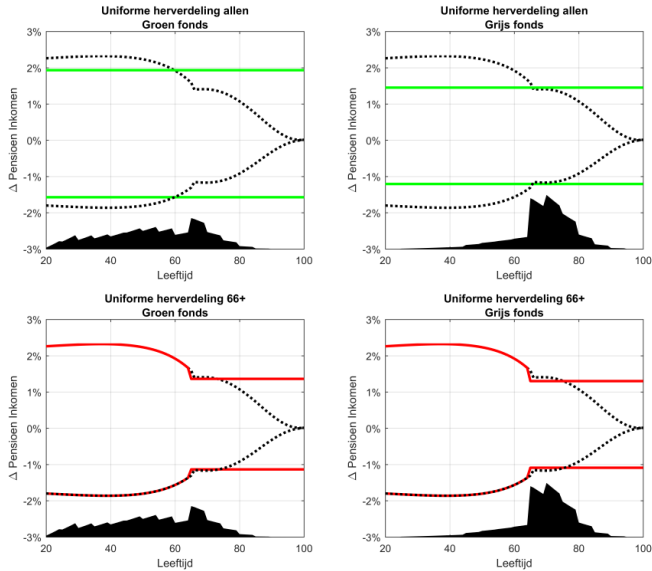 Uniforme herverdeling allen
Groen fonds
3%
2%
1%
0%
-1%
-2%
-3%
Δ Pensioen Inkomen
20 40 60 80 100
Leeftijd
Uniforme herverdeling allen
Grijs fonds
3%
2%
1%
0%
-1%
-2%
-3%
Δ Pensioen Inkomen
20 40 60 80 100
Leeftijd
Uniforme herverdeling 66+
Groen fonds
3%
2%
1%
0%
-1%
-2%
-3%
Δ Pensioen Inkomen
20 40 60 80 100
Leeftijd
Uniforme herverdeling 66+
Grijs fonds
3%
2%
1%
0%
-1%
-2%
-3%
Δ Pensioen Inkomen
20 40 60 80 100
Leeftijd